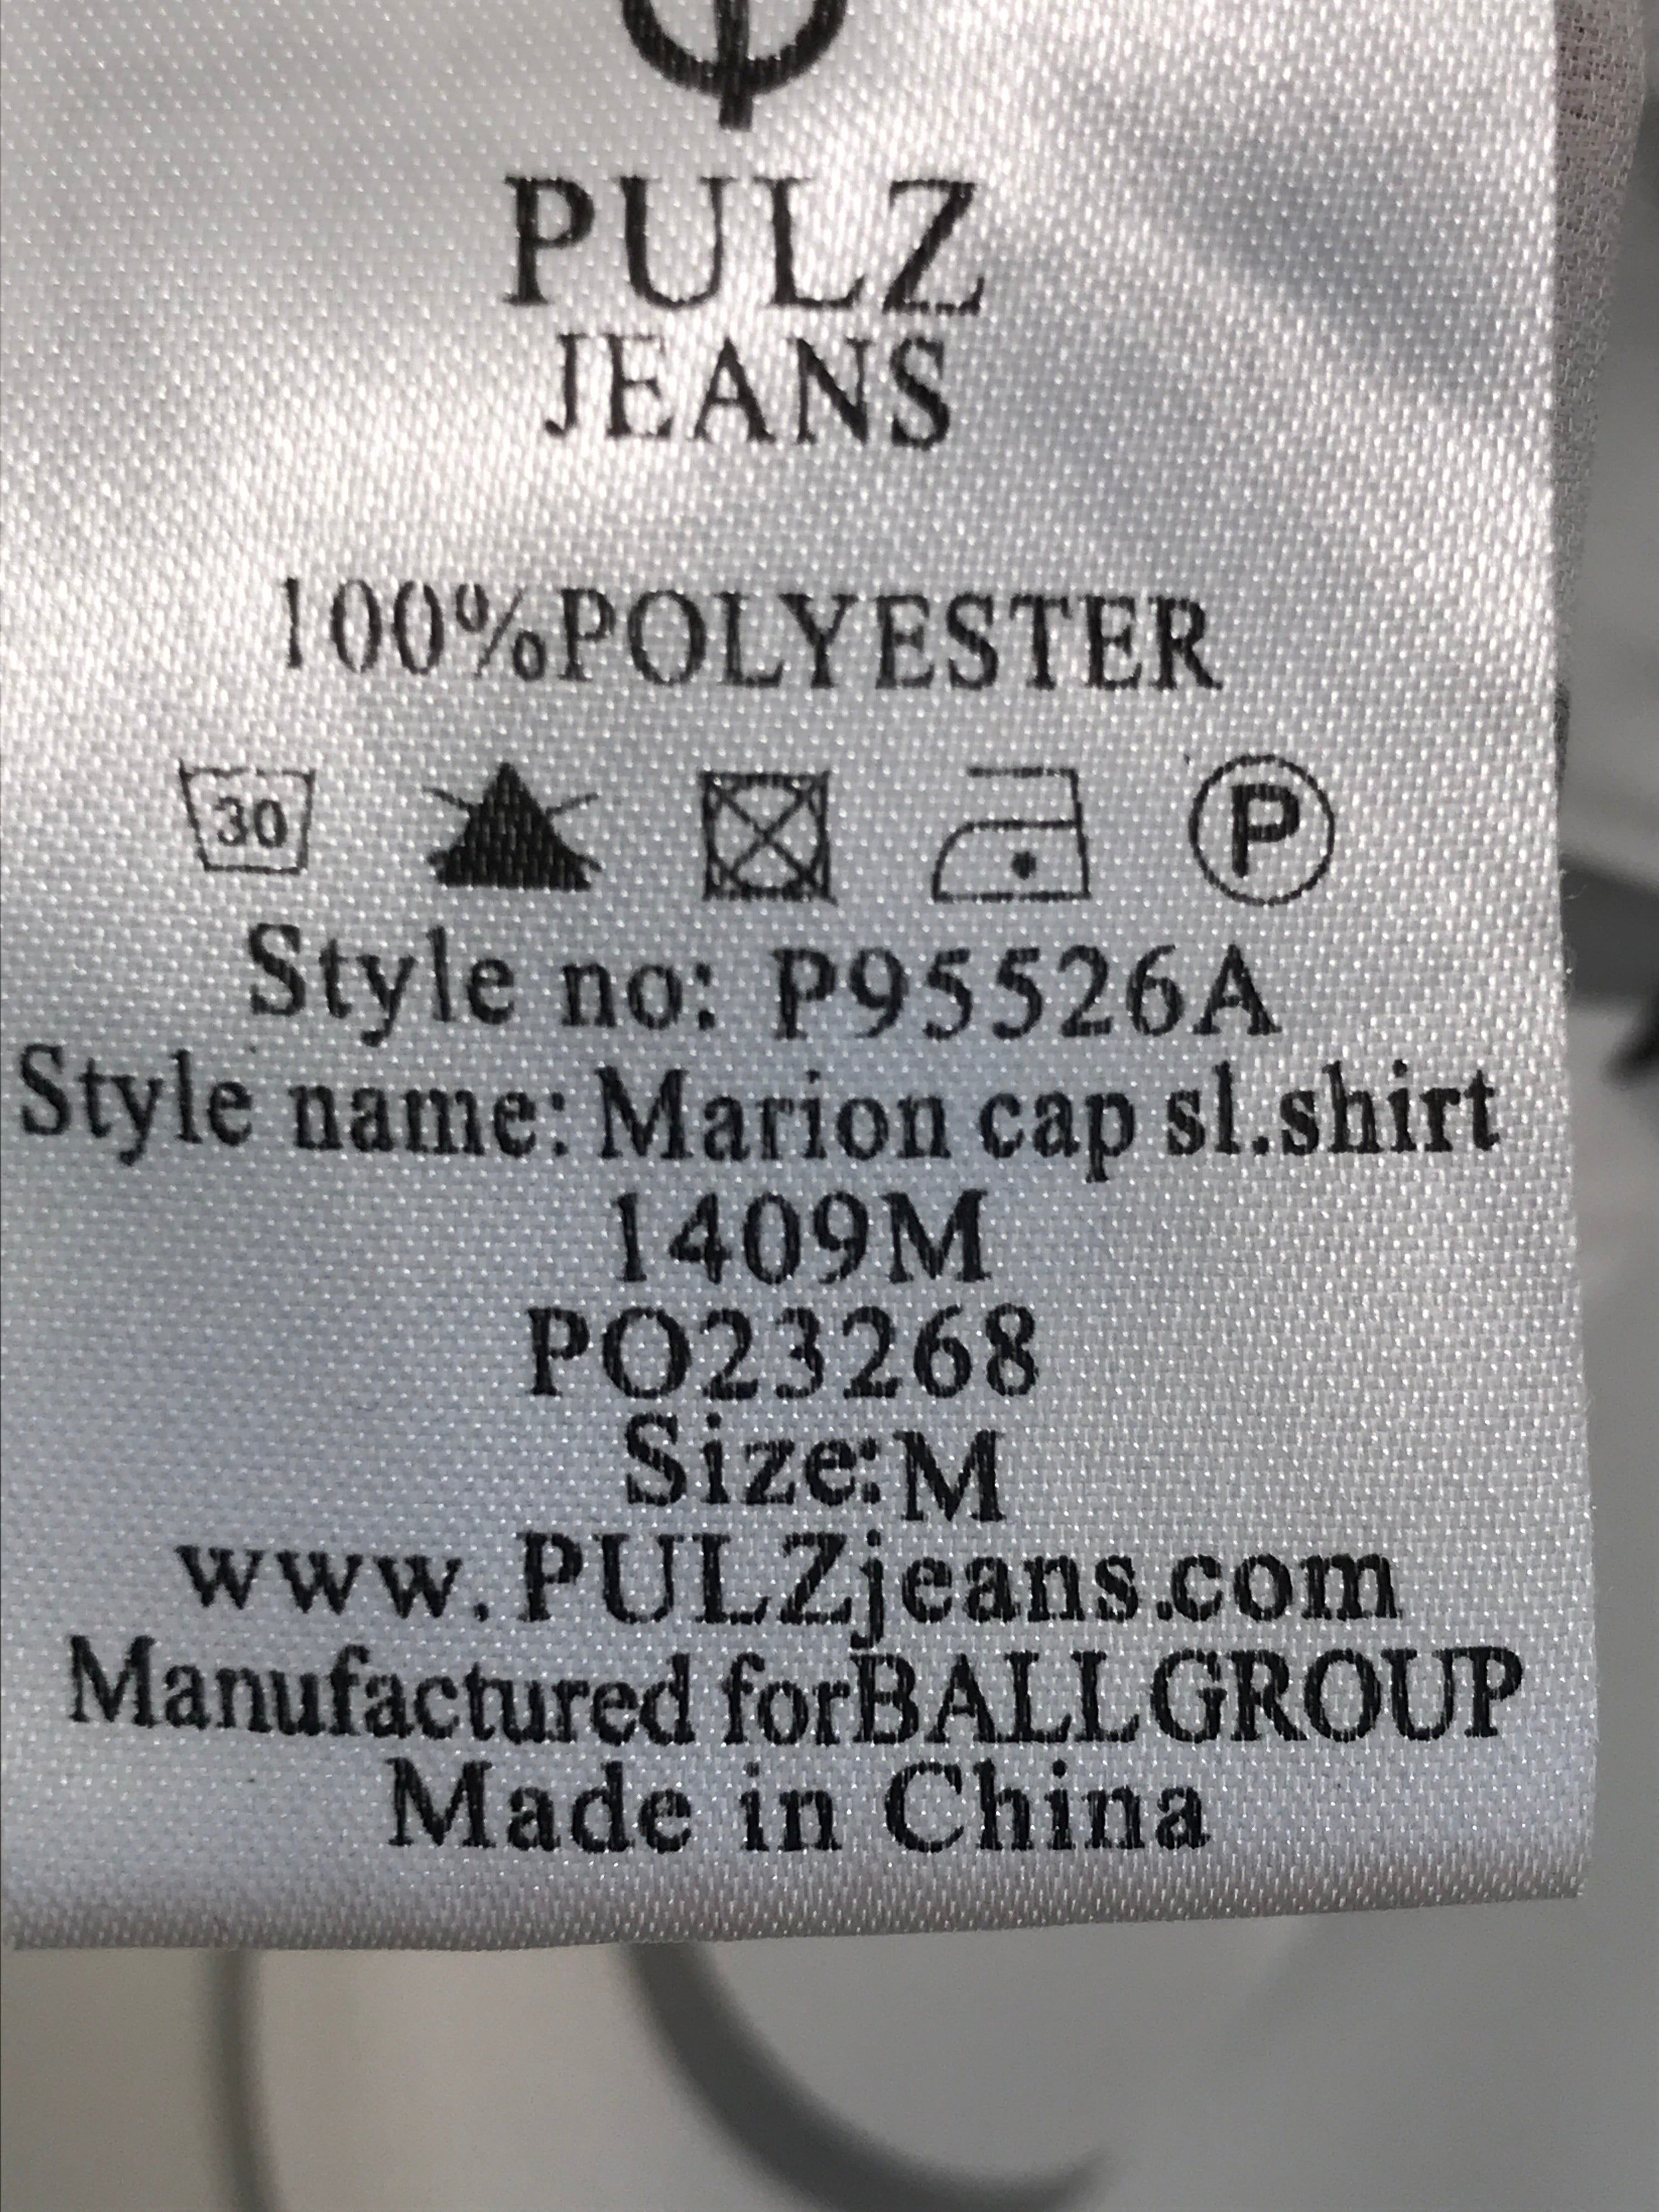 PULZ
JEANS
100%POLYESTER
30 P
Style no: P95526A
Style name: Marion cap sl.shirt
1409M
PO23268
Size:M
www.PULZjeans.com
Manufactured forBALLGROUP
Made in China